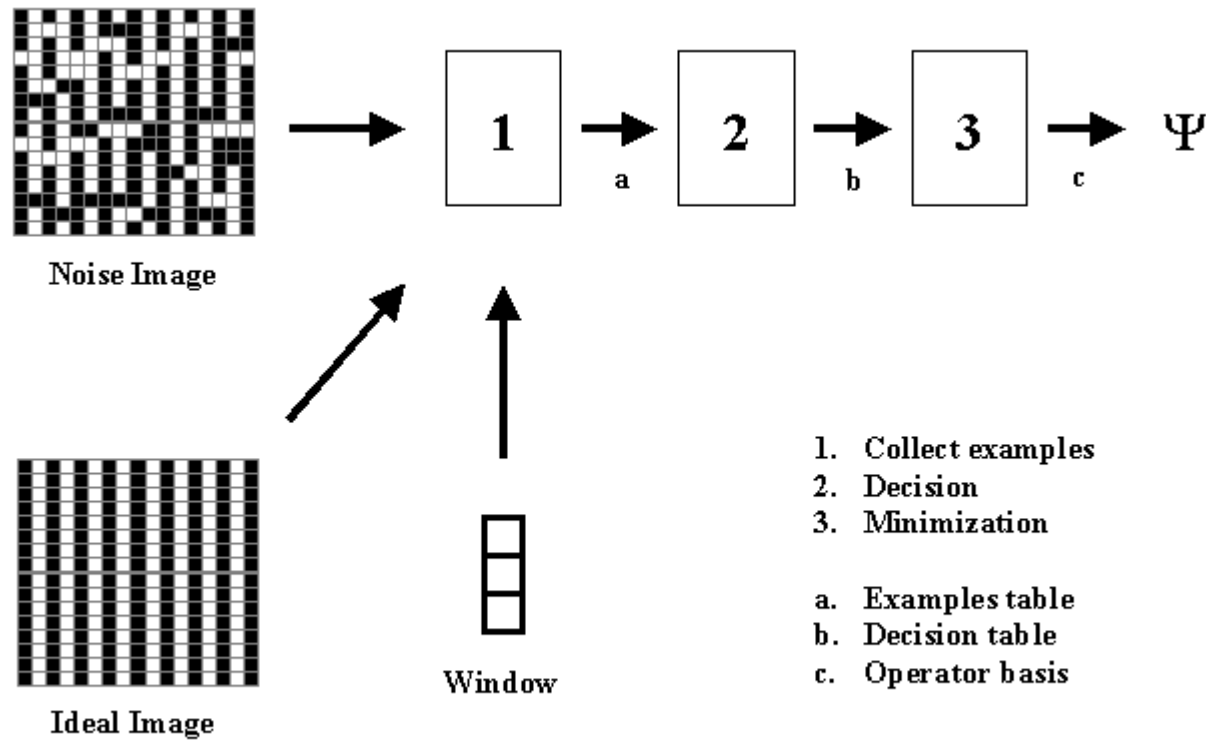 1
2
3
Ψ
a
b
c
Noise Image
1. Collect examples
2. Decision
3. Minimization
a. Examples table
b. Decision table
c. Operator basis
Window
Ideal Image